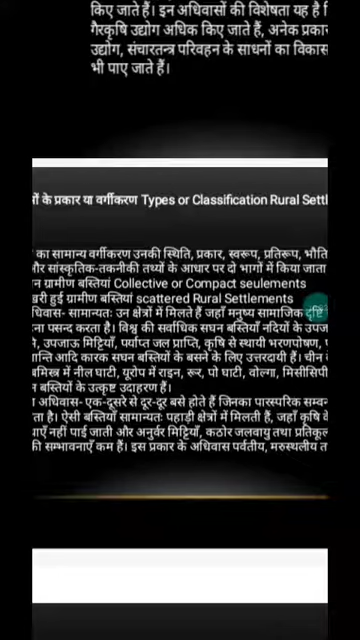 किए जाते हैं। इन अधिवासों की विशेषता यह है
गैरकृषि उद्योग अधिक किए जाते हैं, अनेक प्रकार
उद्योग, संचारतन्त्र परिवहन के साधनों का विकास
भी पाए जाते हैं।
के प्रकार या वर्गीकरण Types or Classification Rural Settl
का सामान्य वर्गीकरण उनकी स्थिति, प्रकार, स्वरूप, प्रतिरूप, भौति
और सांस्कृतिक-तकनीकी तथ्यों के आधार पर दो भागों में किया जाता
न ग्रामीण बस्तियां Collective or Compact seulements
खरी हुई ग्रामीण बस्तियां scattered Rural Settlements
धिवास- सामान्यतः उन क्षेत्रों में मिलते हैं जहाँ मनुष्य सामाजिक दृष्टि
ना पसन्द करता है। विश्व की सर्वाधिक सघन बस्तियाँ नदियों के उपज
, उपजाऊ मिट्टियाँ, पर्याप्त जल प्राप्ति, कृषि से स्थायी भरणपोषण,
शान्ति आदि कारक सघन बस्तियों के बसने के लिए उत्तरदायी हैं। चीन
मिस्र में नील घाटी, यूरोप में राइन, रूर, पो घाटी, वोल्गा, मिसीसिपी
न बस्तियों के उत्कृष्ट उदाहरण हैं।
अधिवास- एक-दूसरे से दूर-दूर बसे होते हैं जिनका पारस्परिक सम्बन
ता है। ऐसी बस्तियाँ सामान्यतः पहाड़ी क्षेत्रों में मिलती हैं, जहाँ कृषि
एँ नहीं पाई जाती और अनुर्वर मिट्टियाँ, कठोर जलवायु तथा प्रतिकूल
की सम्भावनाएँ कम हैं। इस प्रकार के अधिवास पर्वतीय, मरुस्थलीय त